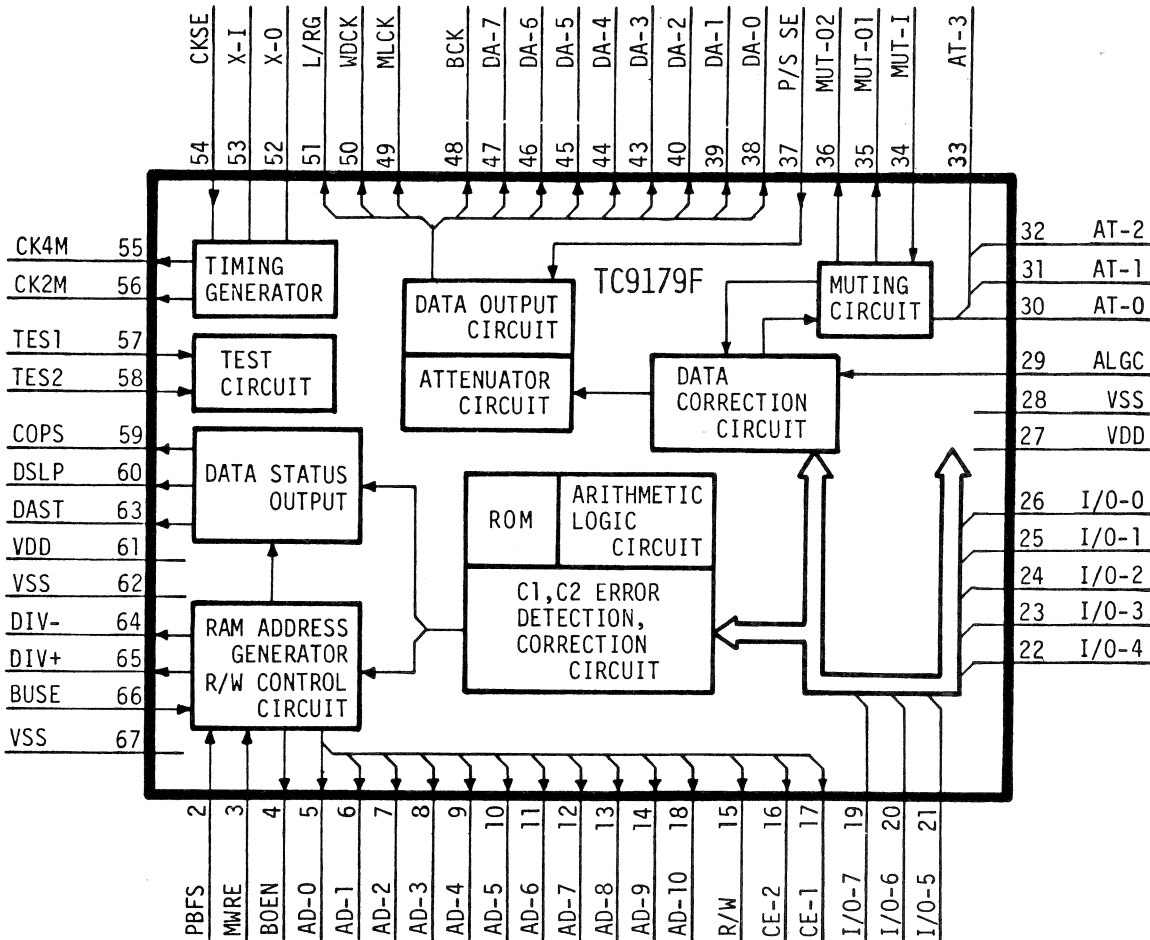 CKSE
X-I
X-O
L/RG
WDCK
MLCK
BCK
DA-7
DA-6
DA-5
DA-4
DA-3
DA-2
DA-1
DA-0
P/S SE
MUT-02
MUT-01
MUT-I
AT-3
54
53
52
51
50
49
48
47
46
45
44
43
40
39
38
37
36
35
34
33
CK4M 55
CK2M 56
TES1 57
TES2 58
COPS 59
DSLP 60
DAST 63
VDD 61
VSS 62
DIV- 64
DIV+ 65
BUSE 66
VSS 67
TIMING
GENERATOR
TEST
CIRCUIT
DATA STATUS
OUTPUT
RAM ADDRESS
GENERATOR
R/W CONTROL
CIRCUIT
DATA OUTPUT
CIRCUIT
ATTENUATOR
CIRCUIT
TC9179F
MUTING
CIRCUIT
DATA
CORRECTION
CIRCUIT
ROM
ARITHMETIC
LOGIC
CIRCUIT
C1,C2 ERROR
DETECTION,
CORRECTION
CIRCUIT
32 AT-2
31 AT-1
30 AT-0
29 ALGC
28 VSS
27 VDD
26 I/O-0
25 I/O-1
24 I/O-2
23 I/O-3
22 I/O-4
2
3
4
5
6
7
8
9
10
11
12
13
14
18
15
16
17
19
20
21
PBFS
MWRE
BOEN
AD-0
AD-1
AD-2
AD-3
AD-4
AD-5
AD-6
AD-7
AD-8
AD-9
AD-10
R/W
CE-2
CE-1
I/O-7
I/O-6
I/O-5